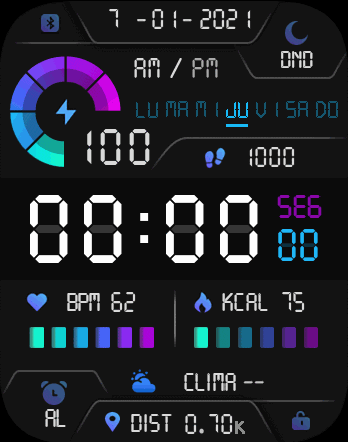 7 -01-2021
DND
AM / PM
LU MA MI JU VI SA DO
100
1000
00:00
SEG
00
BPM 62
KCAL 75
CLIMA --
AL
DIST 0.70K